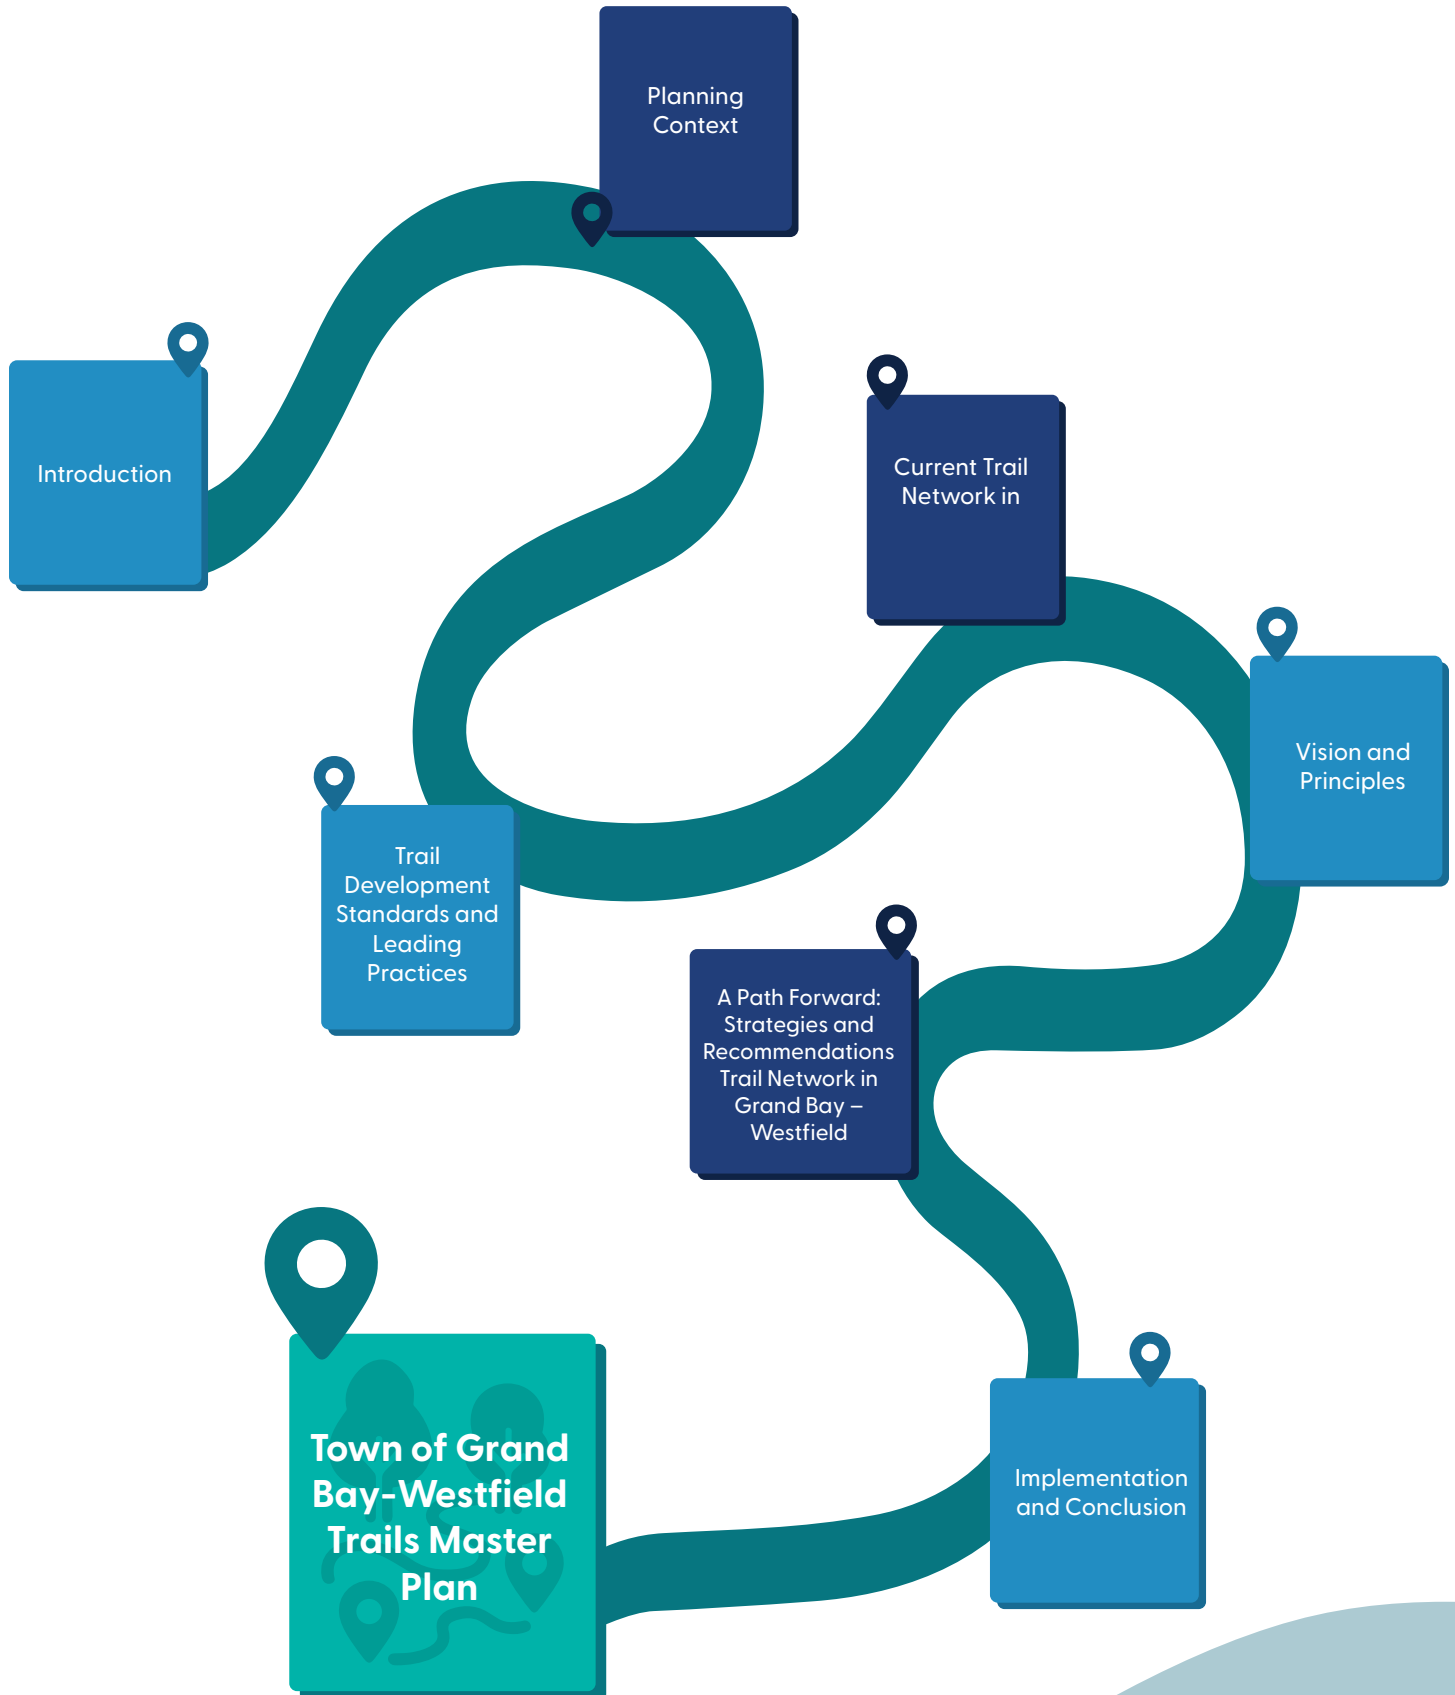 Planning
Context
Introduction
Current Trail
Network in
Vision and
Principles
Trail
Development
Standards and
Leading
Practices
A Path Forward:
Strategies and
Recommendations
Trail Network in
Grand Bay –
Westfield
Implementation
and Conclusion
Town of Grand
Bay-Westfield
Trails Master
Plan